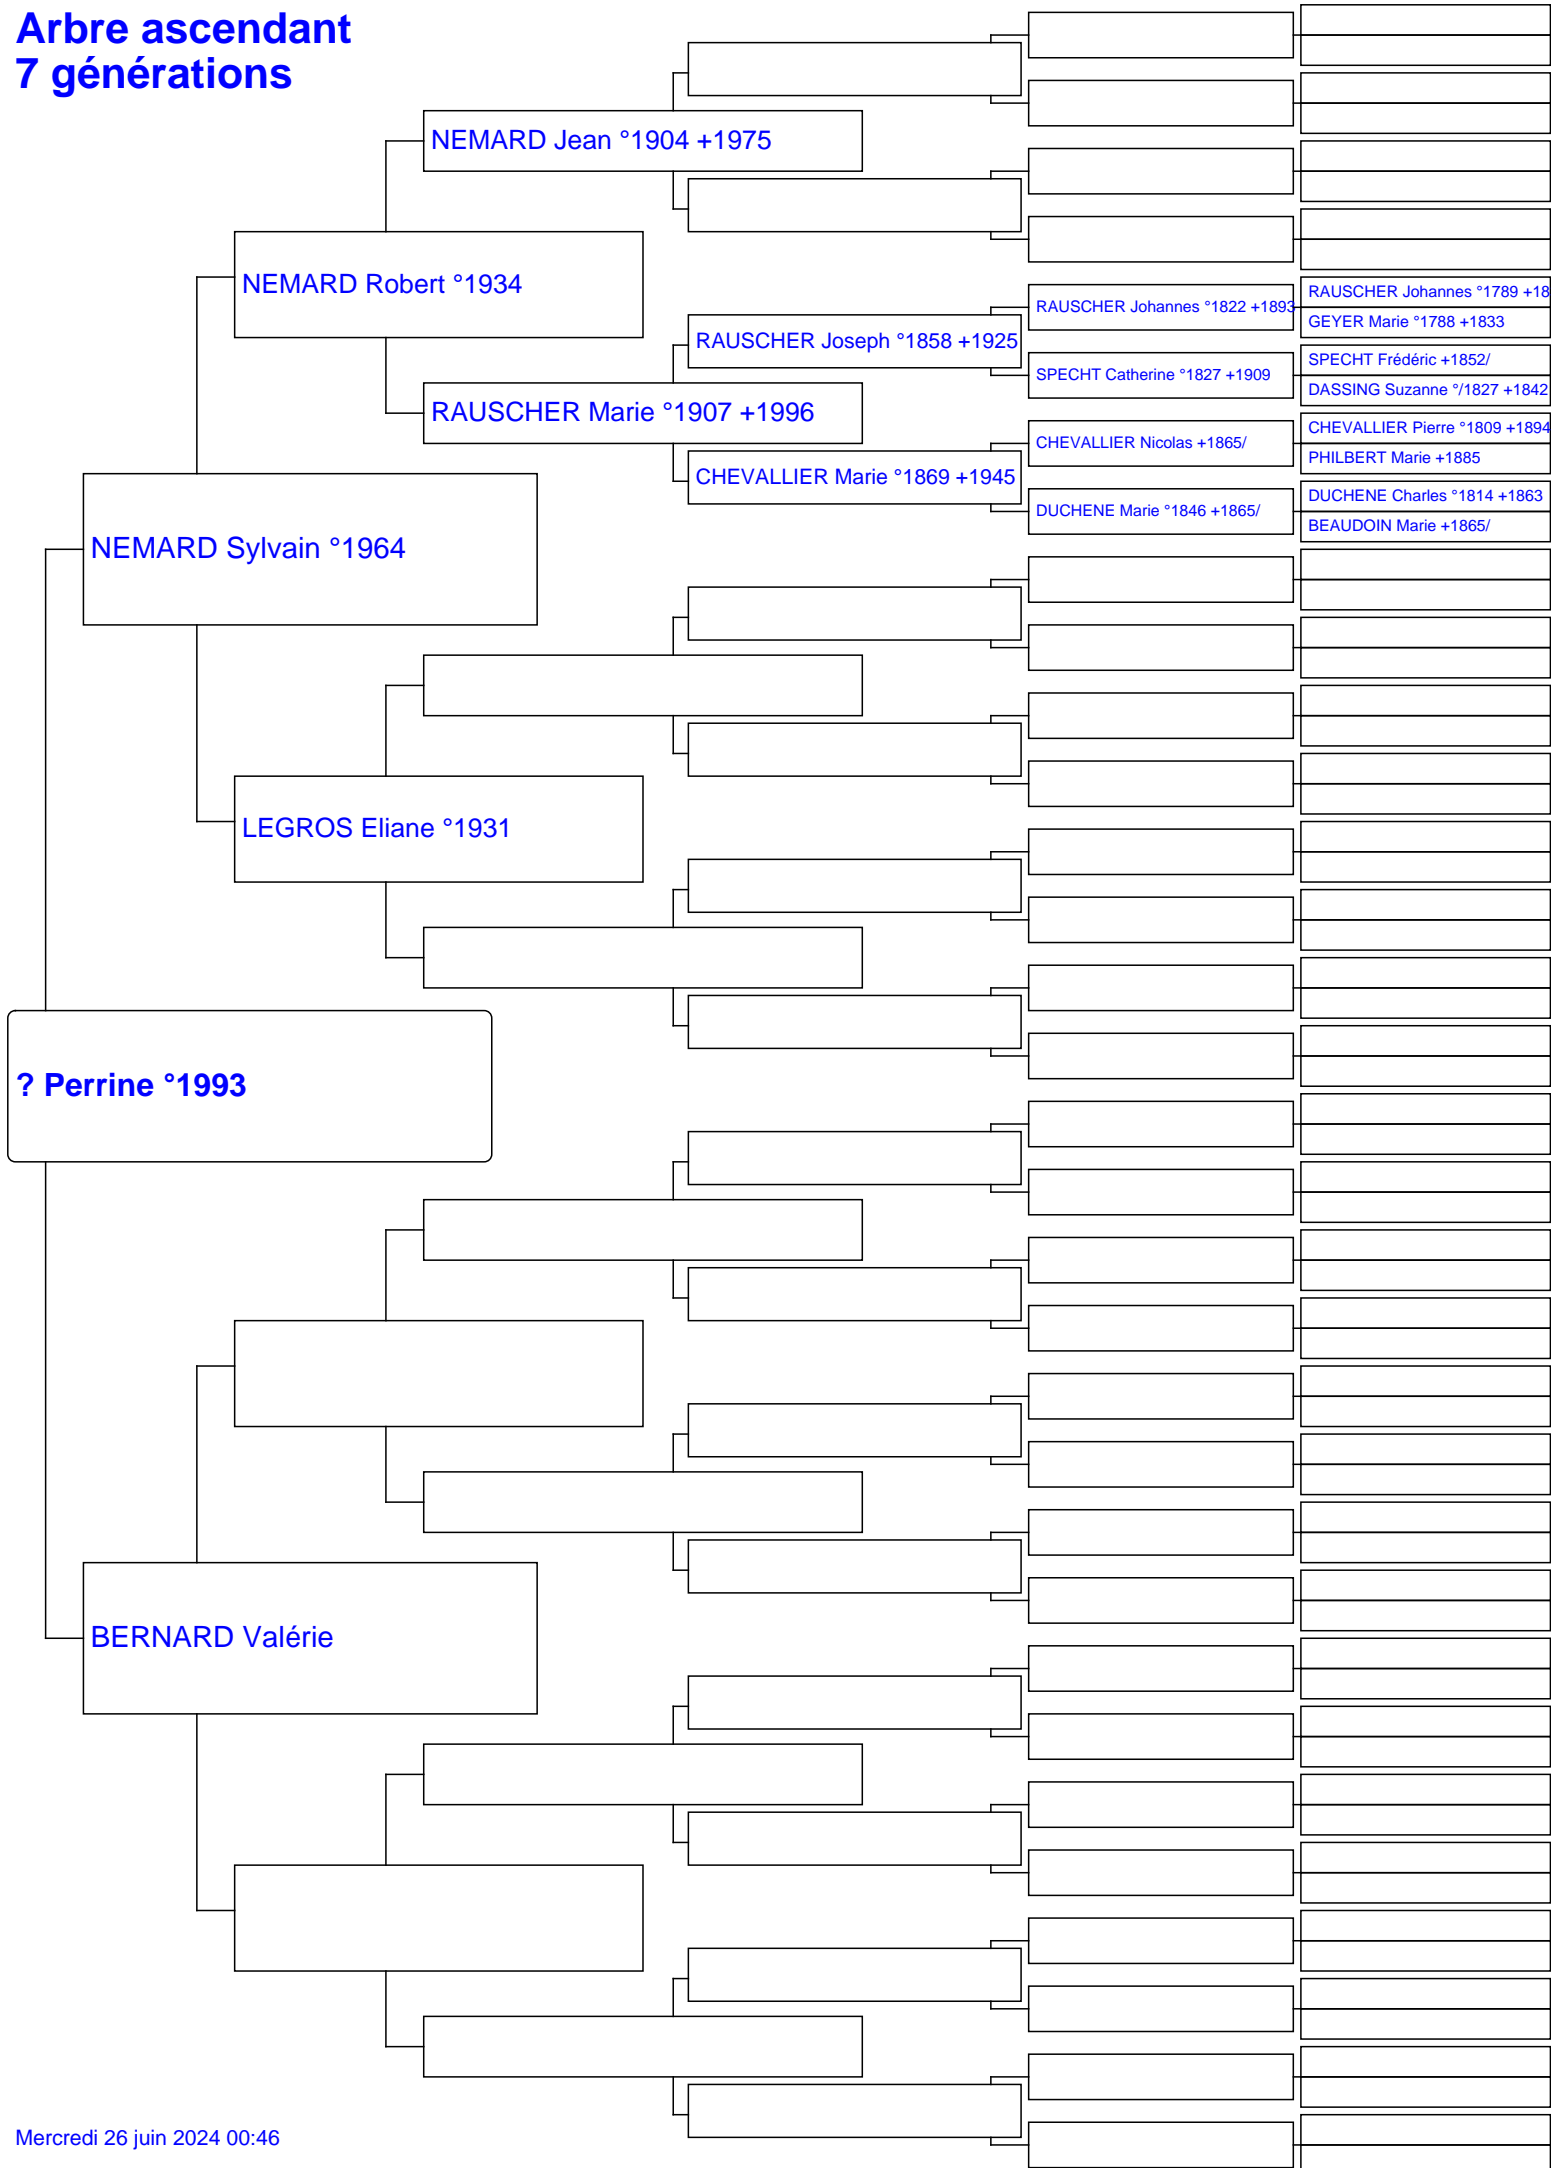 Arbre ascendant
7 générations
NEMARD Jean °1904 +1975
NEMARD Robert °1934
RAUSCHER Johannes °1789 +18
RAUSCHER Johannes °1822 +1893
GEYER Marie °1788 +1833
RAUSCHER Joseph °1858 +1925
SPECHT Frédéric +1852/
SPECHT Catherine °1827 +1909
DASSING Suzanne °/1827 +1842
RAUSCHER Marie °1907 +1996
CHEVALLIER Pierre °1809 +1894
CHEVALLIER Nicolas +1865/
PHILBERT Marie +1885
CHEVALLIER Marie °1869 +1945
DUCHENE Charles °1814 +1863
DUCHENE Marie °1846 +1865/
BEAUDOIN Marie +1865/
NEMARD Sylvain °1964
LEGROS Eliane °1931
? Perrine °1993
BERNARD Valérie
Mercredi 26 juin 2024 00:46